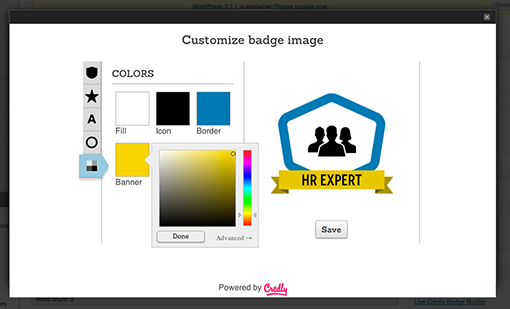 WordPress 3.7.1 is available! Please update now
Customize badge image
COLORS
A
Fill
Icon
Border
Banner
HR EXPERT
Done
Advanced →
Save
Powered by Credly
Word count: 0
Use Credly Badge Builder